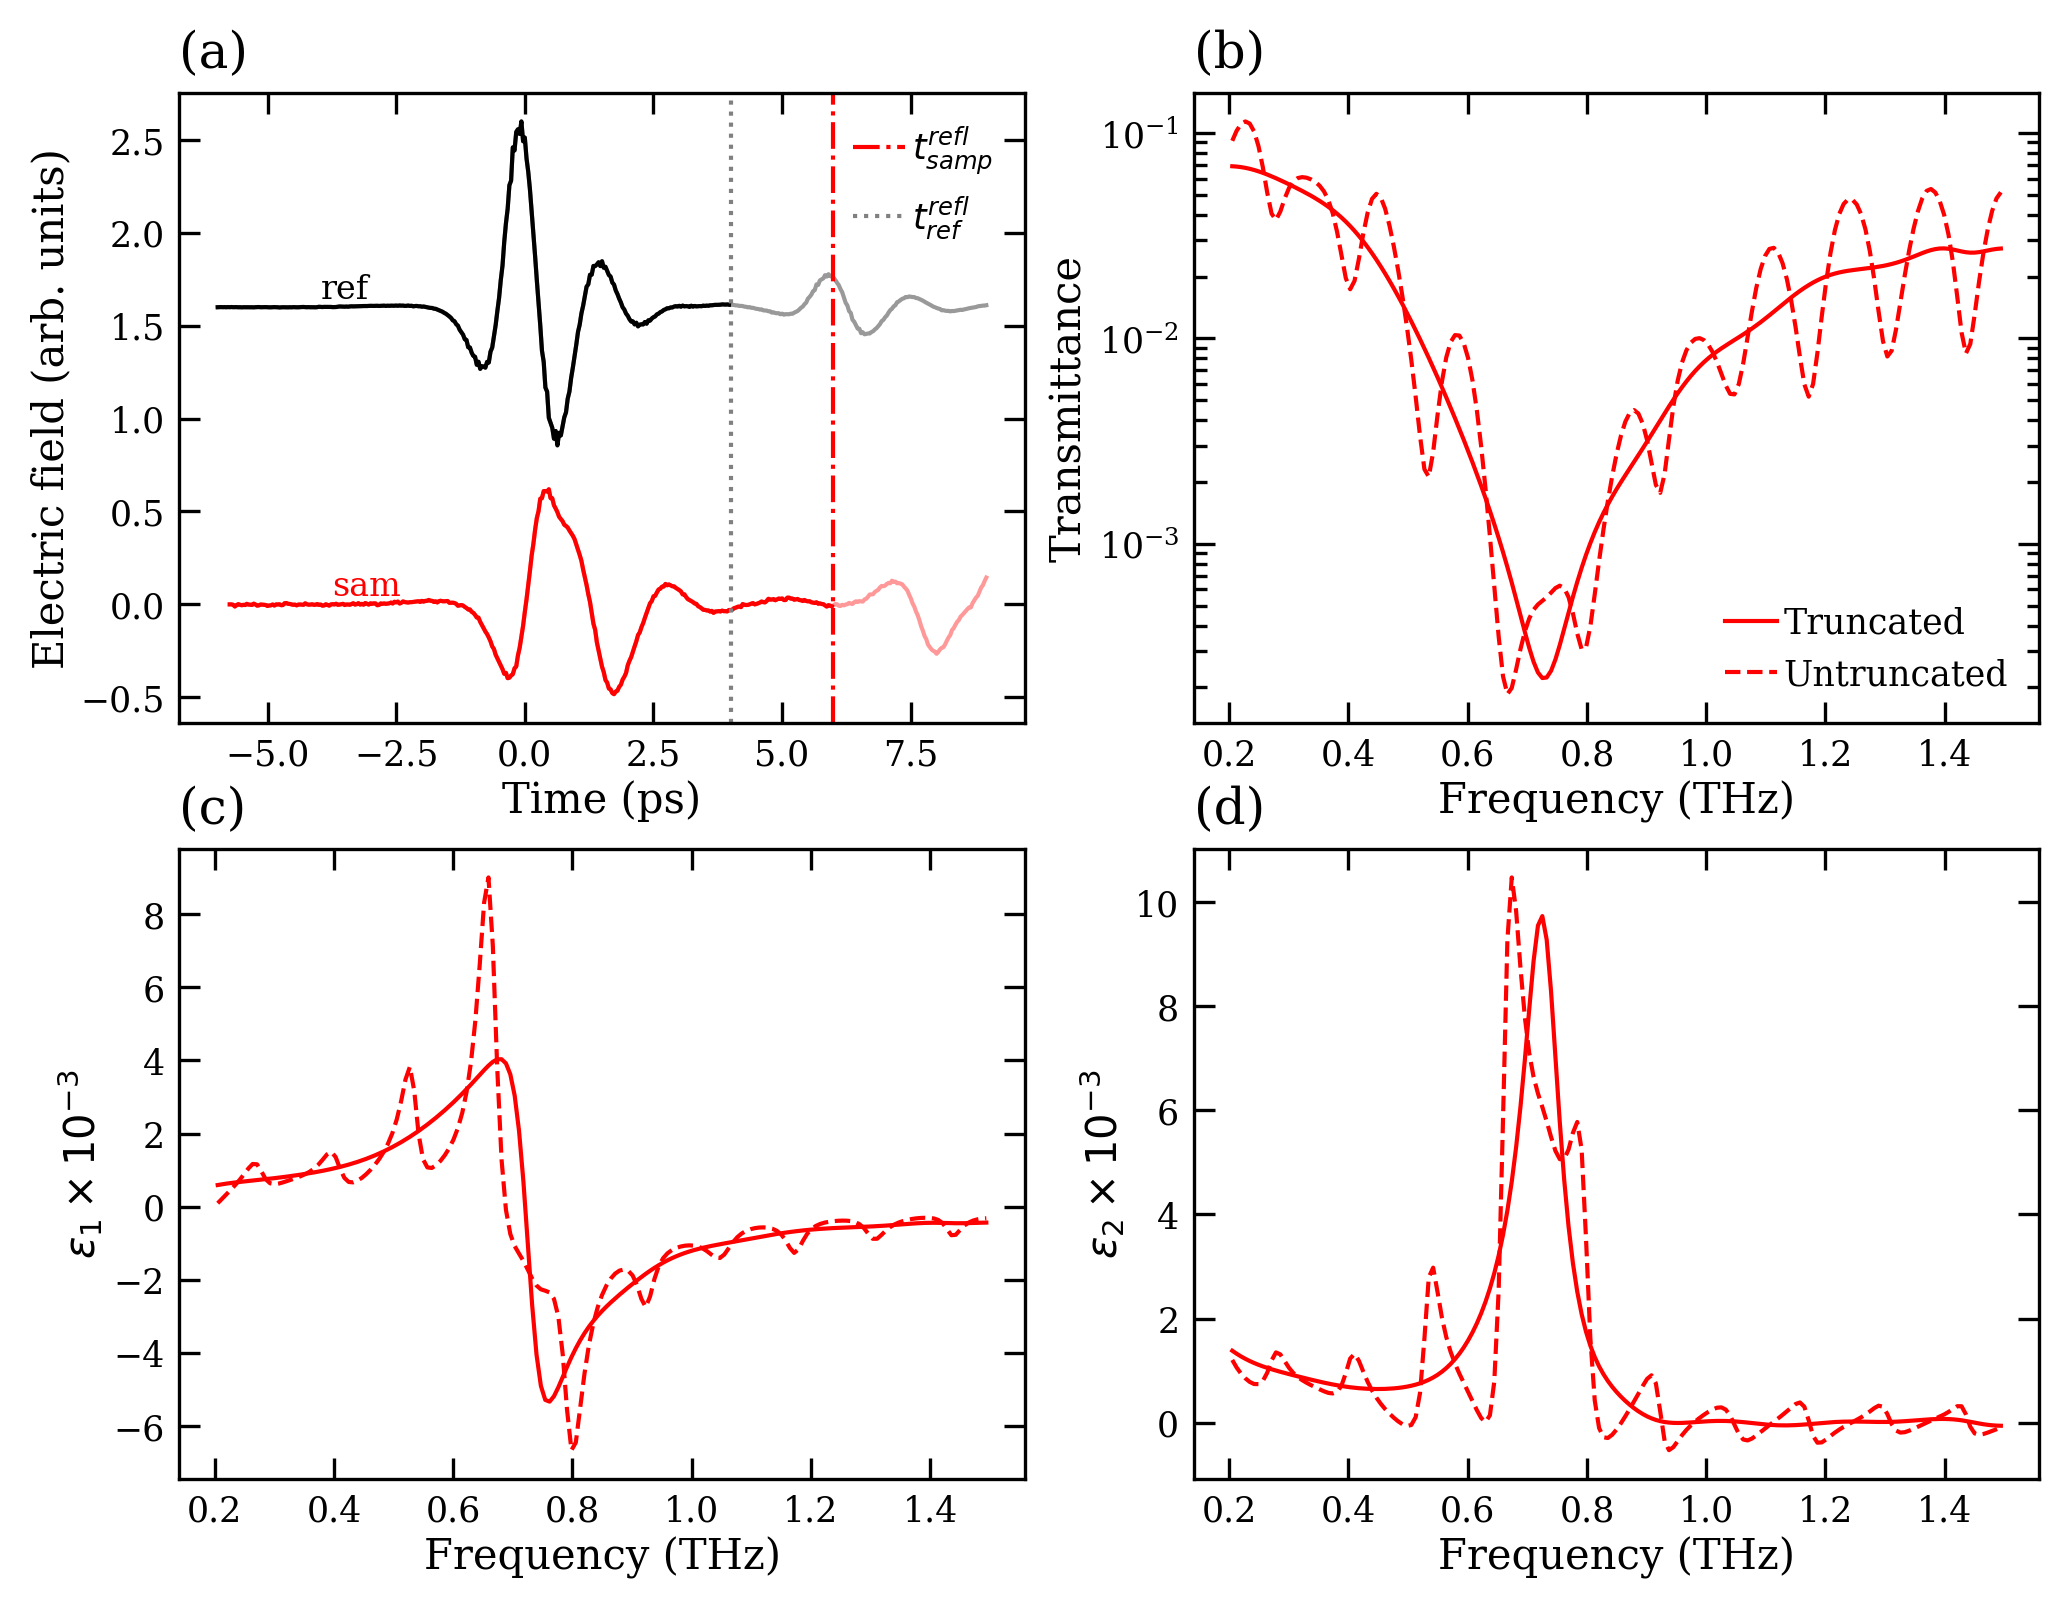 (a)
Electric field (arb. units)
2.5
2.0
1.5
1.0
0.5
0.0
−0.5
ref
sam
t_{samp}^{refl}
t_{ref}^{refl}
−5.0 −2.5 0.0 2.5 5.0 7.5
Time (ps)
(b)
Transmittance
10^{−1}
10^{−2}
10^{−3}
Truncated
Untruncated
0.2 0.4 0.6 0.8 1.0 1.2 1.4
Frequency (THz)
(c)
ε_1 × 10^{−3}
8
6
4
2
0
−2
−4
−6
0.2 0.4 0.6 0.8 1.0 1.2 1.4
Frequency (THz)
(d)
ε_2 × 10^{−3}
10
8
6
4
2
0
0.2 0.4 0.6 0.8 1.0 1.2 1.4
Frequency (THz)